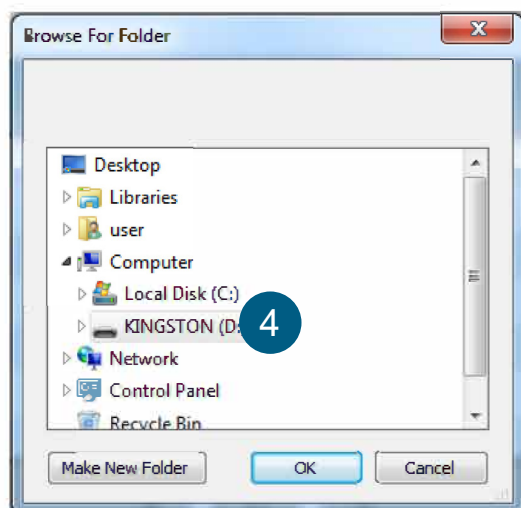 Browse For Folder
Desktop
Libraries
user
Computer
Local Disk (C:)
KINGSTON (D: 4
Network
Control Panel
Recycle Bin
Make New Folder OK Cancel